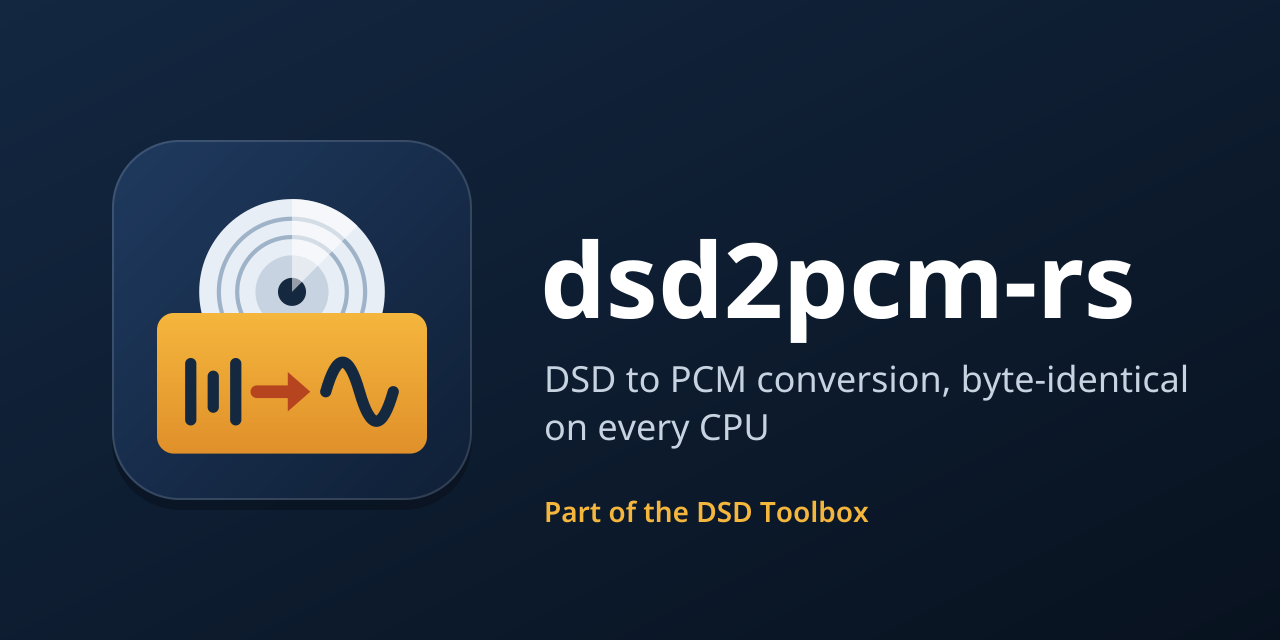 dsd2pcm-rs
DSD to PCM conversion, byte-identical
on every CPU
Part of the DSD Toolbox